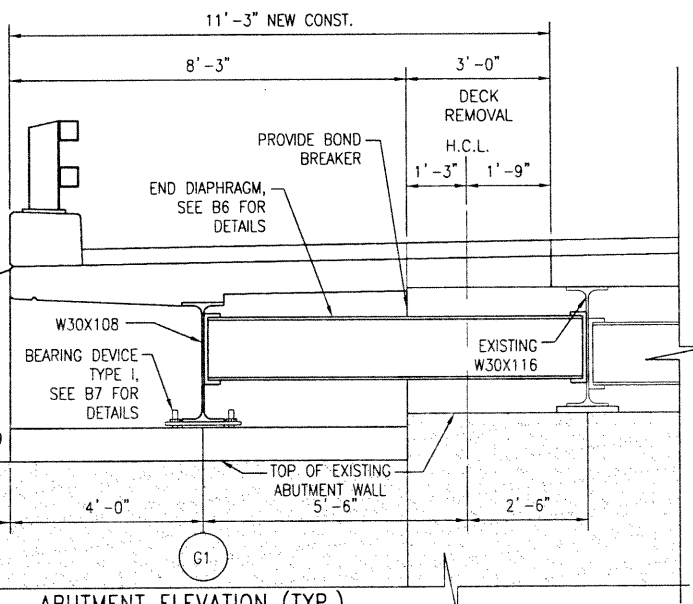 11'-3" NEW CONST.
8'-3"
3'-0"
DECK
REMOVAL
PROVIDE BOND
BREAKER
H.C.L.
1'-3"
1'-9"
END DIAPHRAGM,
SEE B6 FOR
DETAILS
W30X108
BEARING DEVICE
TYPE I,
SEE B7 FOR
DETAILS
EXISTING
W30X116
TOP OF EXISTING
ABUTMENT WALL
4'-0"
5'-6"
2'-6"
G1
ABUTMENT ELEVATION (TYP.)